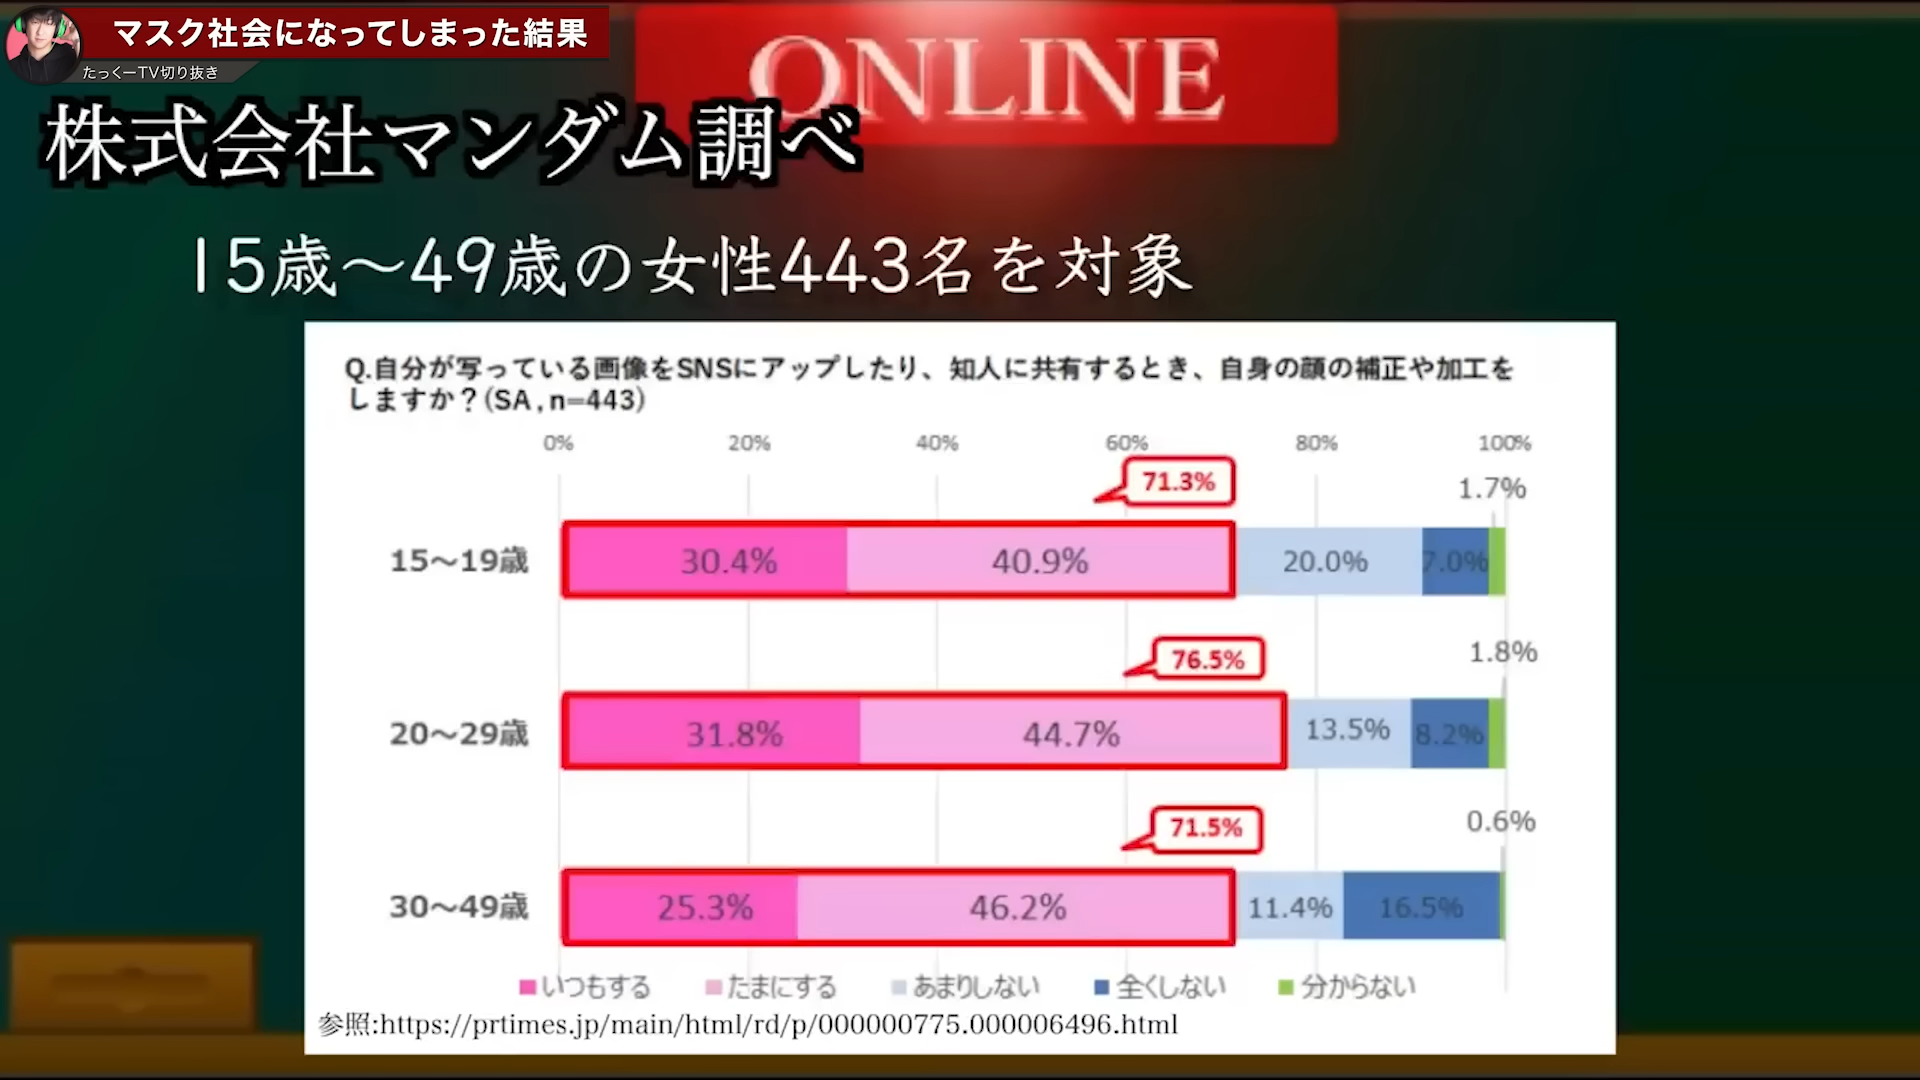 マスク社会になってしまった結果
たっくーTV切り抜き
ONLINE
株式会社マンダム調べ
15歳～49歳の女性443名を対象
Q.自分が写っている画像をSNSにアップしたり、知人に共有するとき、自身の顔の補正や加工を
しますか？(SA,n=443)
0% 20% 40% 60% 80% 100%
71.3% 1.7%
15～19歳 30.4% 40.9% 20.0% 7.0%
76.5% 1.8%
20～29歳 31.8% 44.7% 13.5% 8.2%
71.5% 0.6%
30～49歳 25.3% 46.2% 11.4% 16.5%
いつもする たまにする あまりしない 全くしない 分からない
参照:https://prtimes.jp/main/html/rd/p/000000775.000006496.html